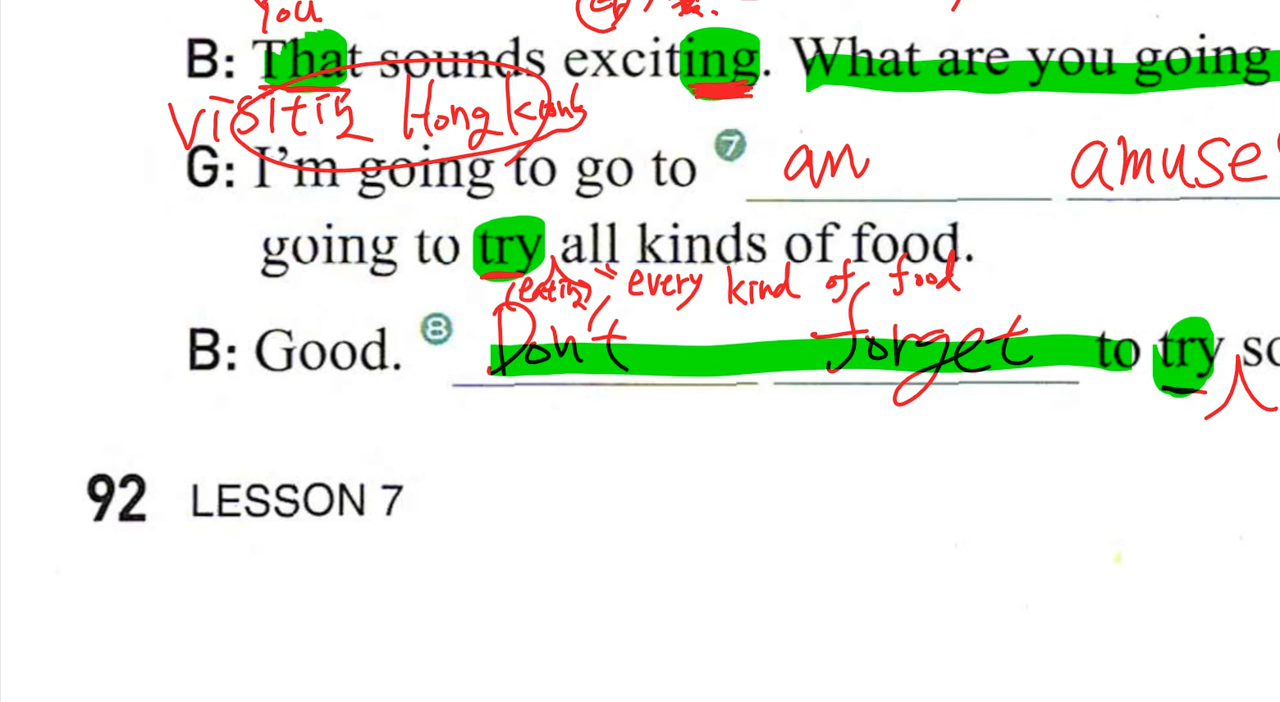 You
B: That sounds exciting. What are you going
visiting Hong Kong
G: I'm going to go to ⑦ an amuse
going to try all kinds of food.
(eating) = every kind of food
B: Good. ⑧ Don't forget to try so
92 LESSON 7